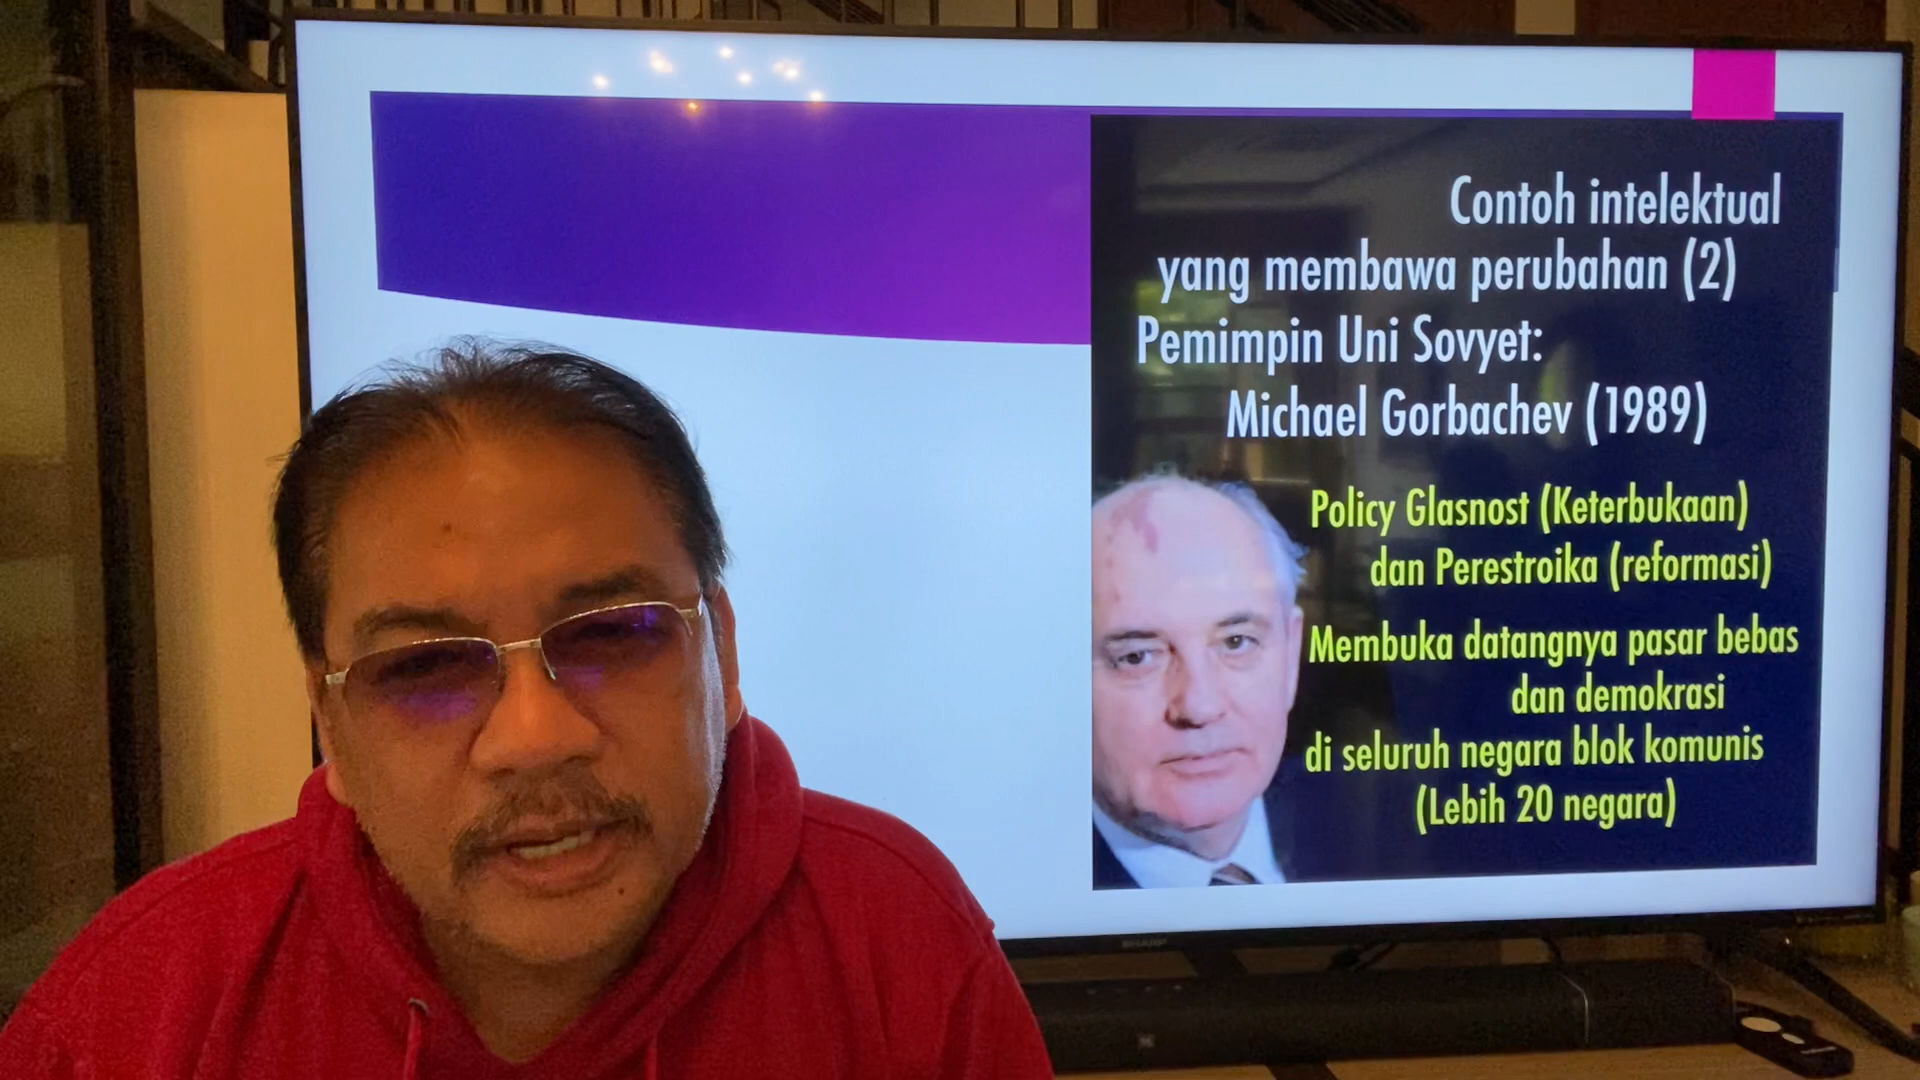 Contoh intelektual
yang membawa perubahan (2)
Pemimpin Uni Sovyet:
Michael Gorbachev (1989)
Policy Glasnost (Keterbukaan)
dan Perestroika (reformasi)
Membuka datangnya pasar bebas
dan demokrasi
di seluruh negara blok komunis
(Lebih 20 negara)
SHARP